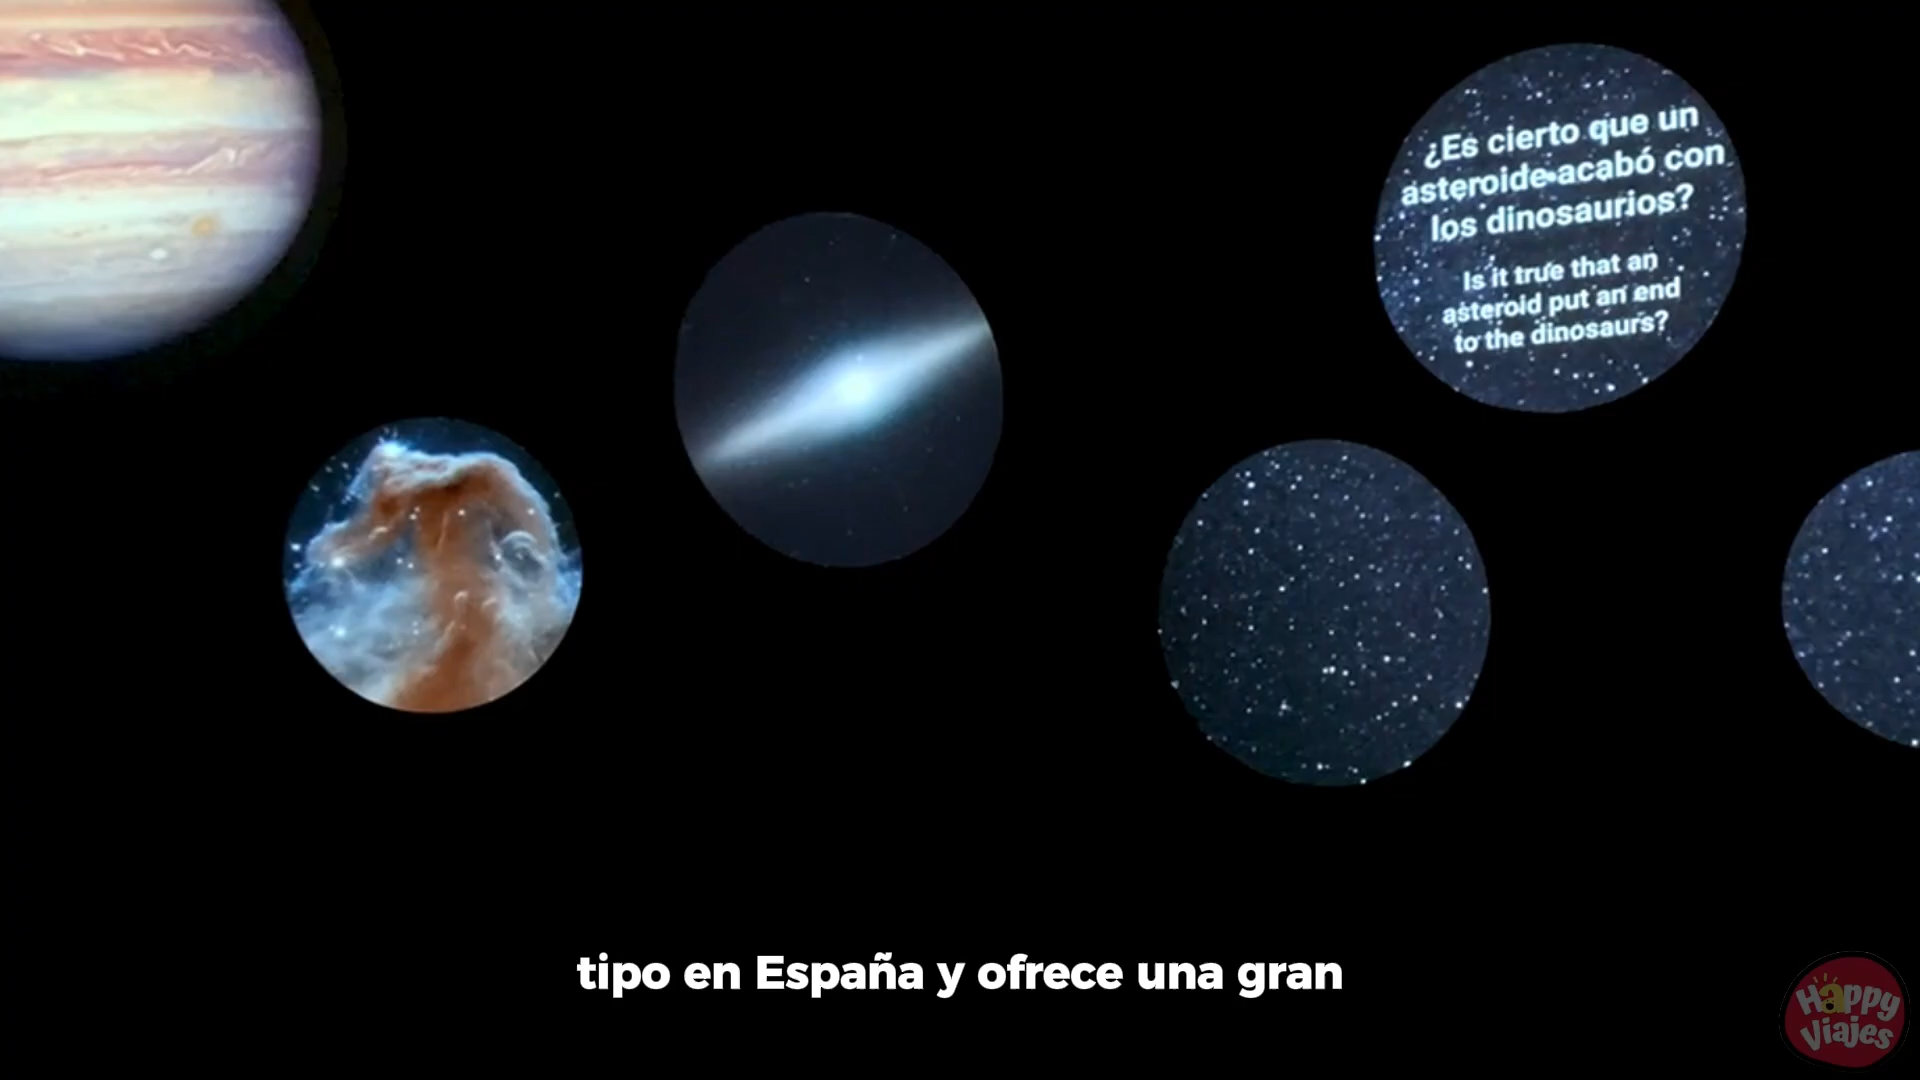 ¿Es cierto que un
asteroide acabó con
los dinosaurios?
Is it true that an
asteroid put an end
to the dinosaurs?
tipo en España y ofrece una gran
Happy
Viajes